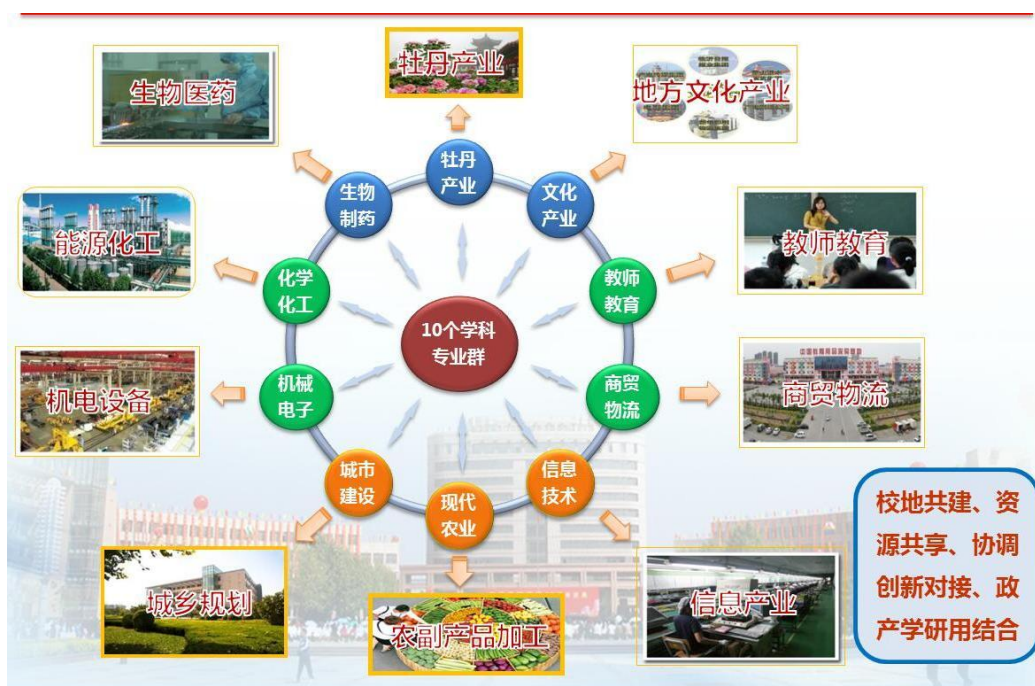 牡丹产业
生物医药
地方文化产业
牡丹
产业
生物
制药
文化
产业
能源化工
教师教育
化学
化工
教师
教育
10个学科
专业群
机电设备
机械
电子
商贸
物流
商贸物流
城市
建设
信息
技术
现代
农业
校地共建、资
源共享、协调
创新对接、政
产学研用结合
城乡规划
农副产品加工
信息产业